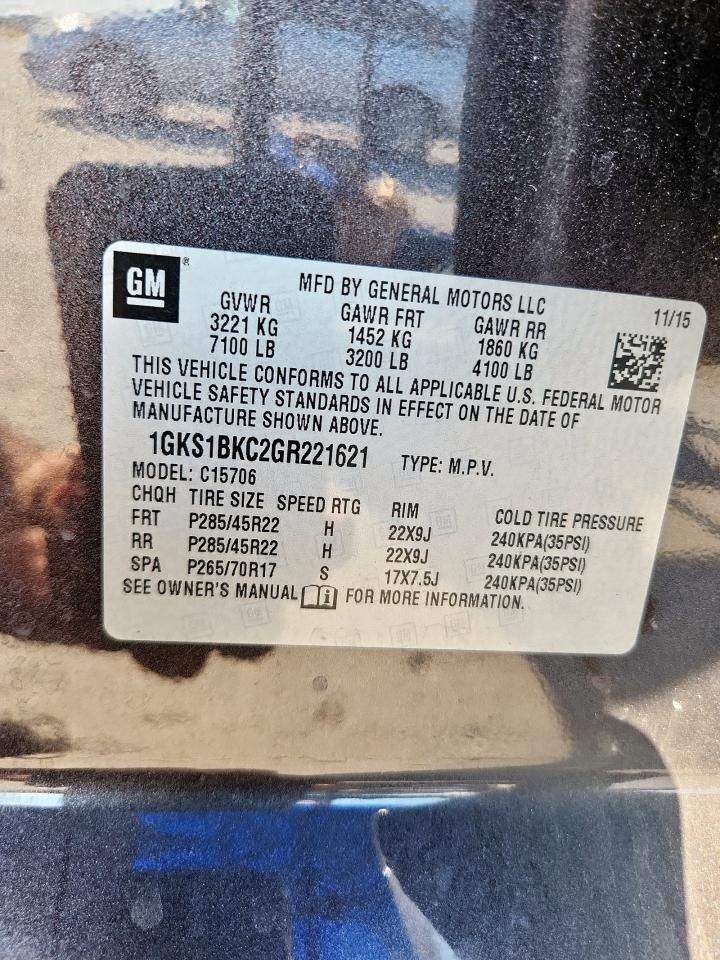 GM®
MFD BY GENERAL MOTORS LLC
11/15
GVWR GAWR FRT GAWR RR
3221 KG 1452 KG 1860 KG
7100 LB 3200 LB 4100 LB
THIS VEHICLE CONFORMS TO ALL APPLICABLE U.S. FEDERAL MOTOR
VEHICLE SAFETY STANDARDS IN EFFECT ON THE DATE OF
MANUFACTURE SHOWN ABOVE.
1GKS1BKC2GR221621 TYPE: M.P.V.
MODEL: C15706
CHQH TIRE SIZE SPEED RTG RIM COLD TIRE PRESSURE
FRT P285/45R22 H 22X9J 240KPA(35PSI)
RR P285/45R22 H 22X9J 240KPA(35PSI)
SPA P265/70R17 S 17X7.5J 240KPA(35PSI)
SEE OWNER'S MANUAL i FOR MORE INFORMATION.